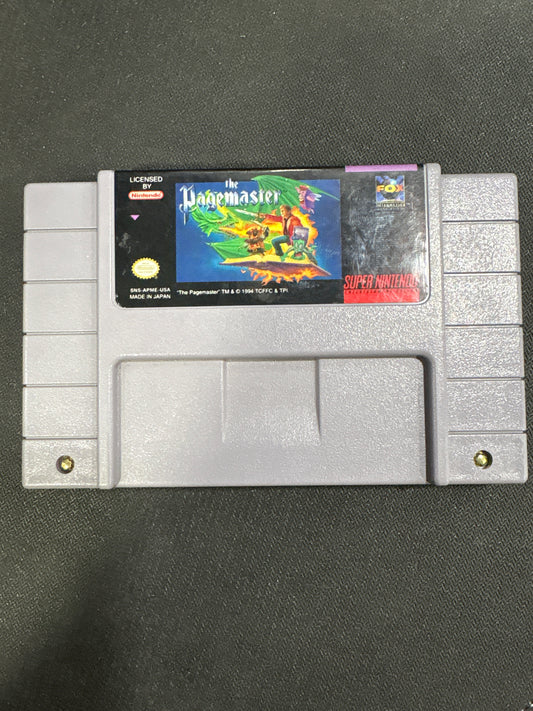 LICENSED
BY
Nintendo
the
Pagemaster
FOX
INTERACTIVE
SNS-APME-USA
MADE IN JAPAN
"The Pagemaster" TM & © 1994 TCFFC & TPI.
SUPER NINTENDO